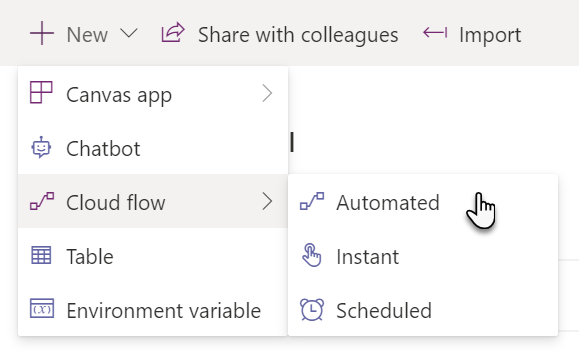 New Share with colleagues Import
Canvas app
Chatbot
Cloud flow
Automated
Table
Instant
Environment variable
Scheduled